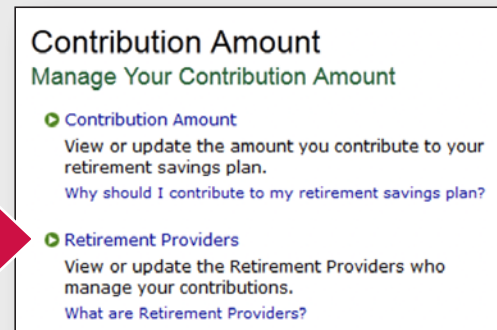 Contribution Amount
Manage Your Contribution Amount
Contribution Amount
View or update the amount you contribute to your
retirement savings plan.
Why should I contribute to my retirement savings plan?
Retirement Providers
View or update the Retirement Providers who
manage your contributions.
What are Retirement Providers?